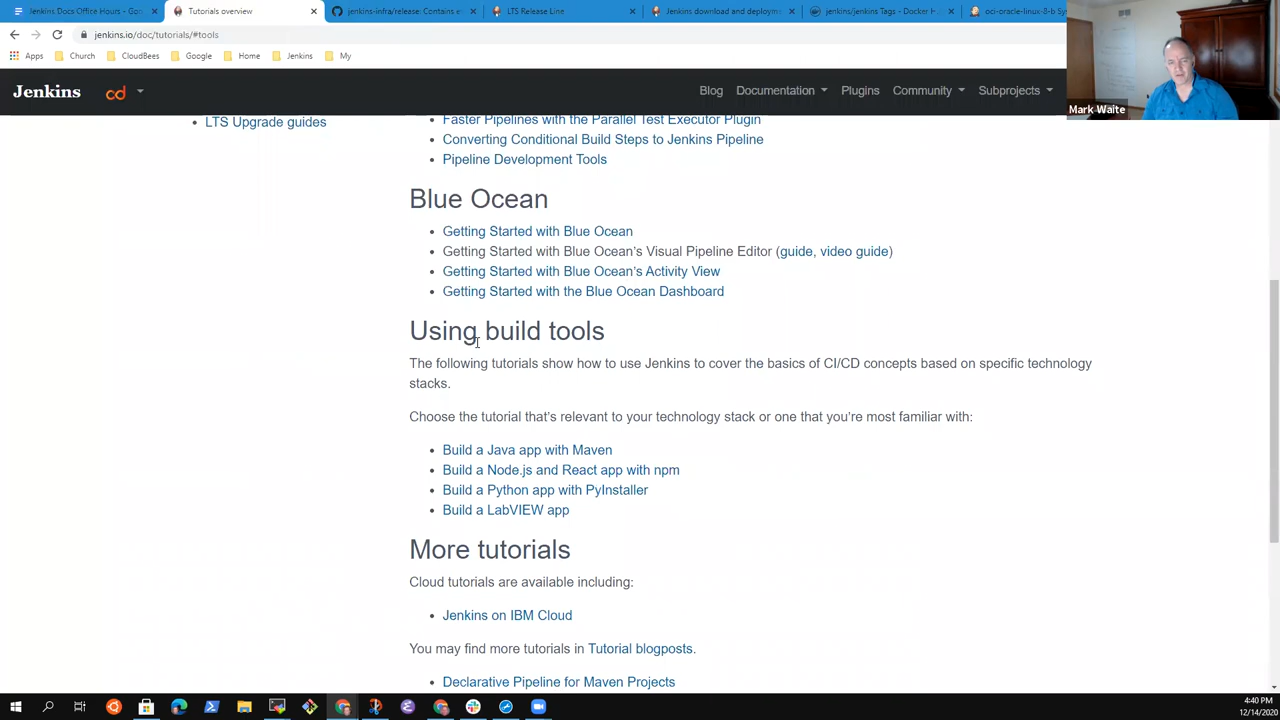 Jenkins Docs Office Hours - Goo
Tutorials overview
jenkins-infra/release: Contains e
LTS Release Line
Jenkins download and deploym
jenkins/jenkins Tags - Docker H
oci-oracle-linux-8-b Sy
jenkins.io/doc/tutorials/#tools
Apps
Church
CloudBees
Google
Home
Jenkins
My
Mark Waite
Jenkins
cd
Blog
Documentation
Plugins
Community
Subprojects
LTS Upgrade guides
Faster Pipelines with the Parallel Test Executor Plugin
Converting Conditional Build Steps to Jenkins Pipeline
Pipeline Development Tools
Blue Ocean
Getting Started with Blue Ocean
Getting Started with Blue Ocean's Visual Pipeline Editor (guide, video guide)
Getting Started with Blue Ocean's Activity View
Getting Started with the Blue Ocean Dashboard
Using build tools
The following tutorials show how to use Jenkins to cover the basics of CI/CD concepts based on specific technology
stacks.
Choose the tutorial that's relevant to your technology stack or one that you're most familiar with:
Build a Java app with Maven
Build a Node.js and React app with npm
Build a Python app with PyInstaller
Build a LabVIEW app
More tutorials
Cloud tutorials are available including:
Jenkins on IBM Cloud
You may find more tutorials in Tutorial blogposts.
Declarative Pipeline for Maven Projects
4:40 PM
12/14/2020